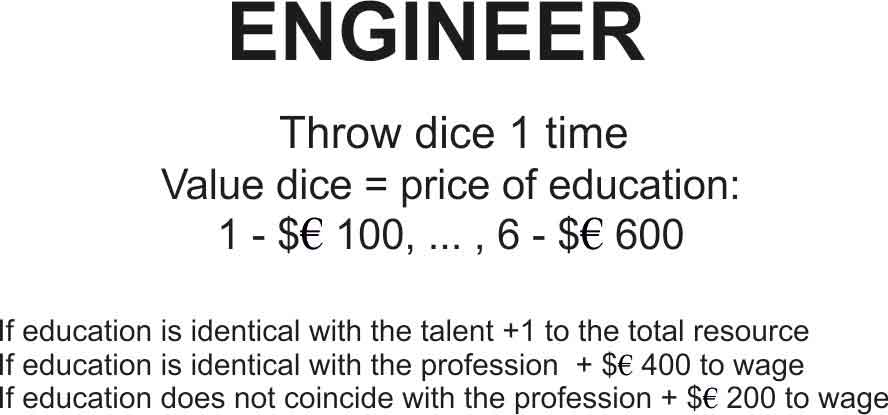 ENGINEER
Throw dice 1 time
Value dice = price of education:
1 - $€ 100, ... , 6 - $€ 600
If education is identical with the talent +1 to the total resource
If education is identical with the profession  + $€ 400 to wage
If education does not coincide with the profession + $€ 200 to wage